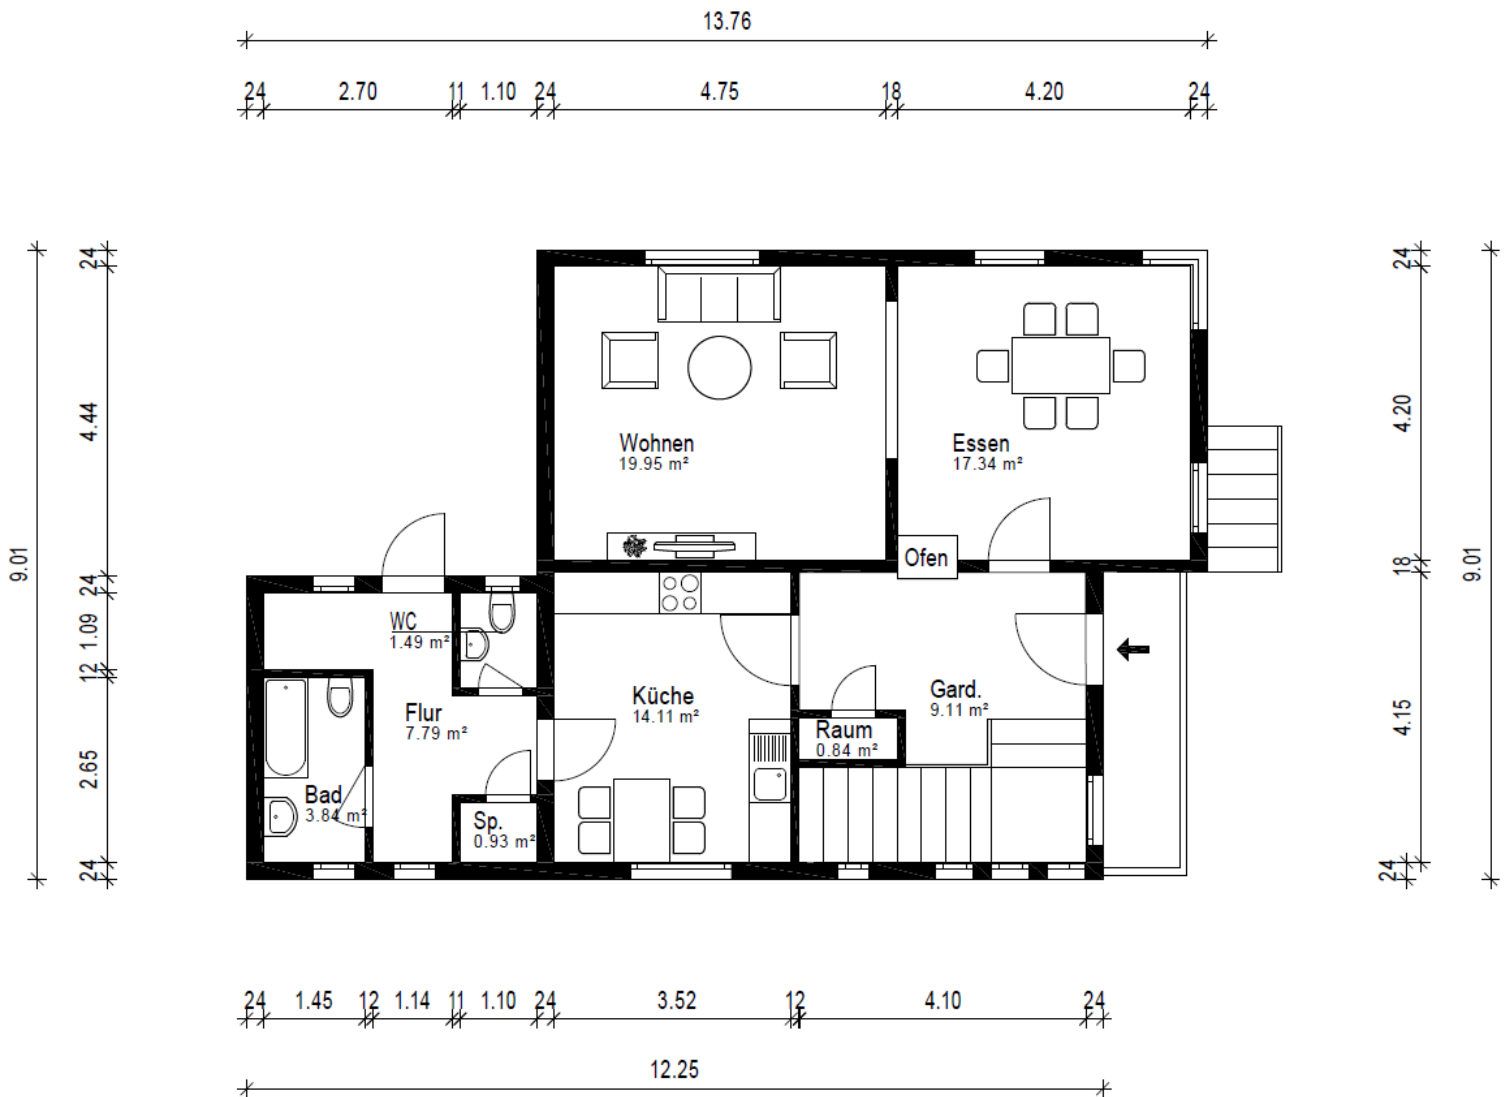 13.76
24 2.70 11 1.10 24 4.75 18 4.20 24
24
4.44
24
1.09
12
2.65
24
9.01
24
4.20
18
4.15
24
9.01
Wohnen
19.95 m²
Essen
17.34 m²
Ofen
WC
1.49 m²
Flur
7.79 m²
Küche
14.11 m²
Gard.
9.11 m²
Raum
0.84 m²
Bad
3.84 m²
Sp.
0.93 m²
24 1.45 12 1.14 11 1.10 24 3.52 12 4.10 24
12.25